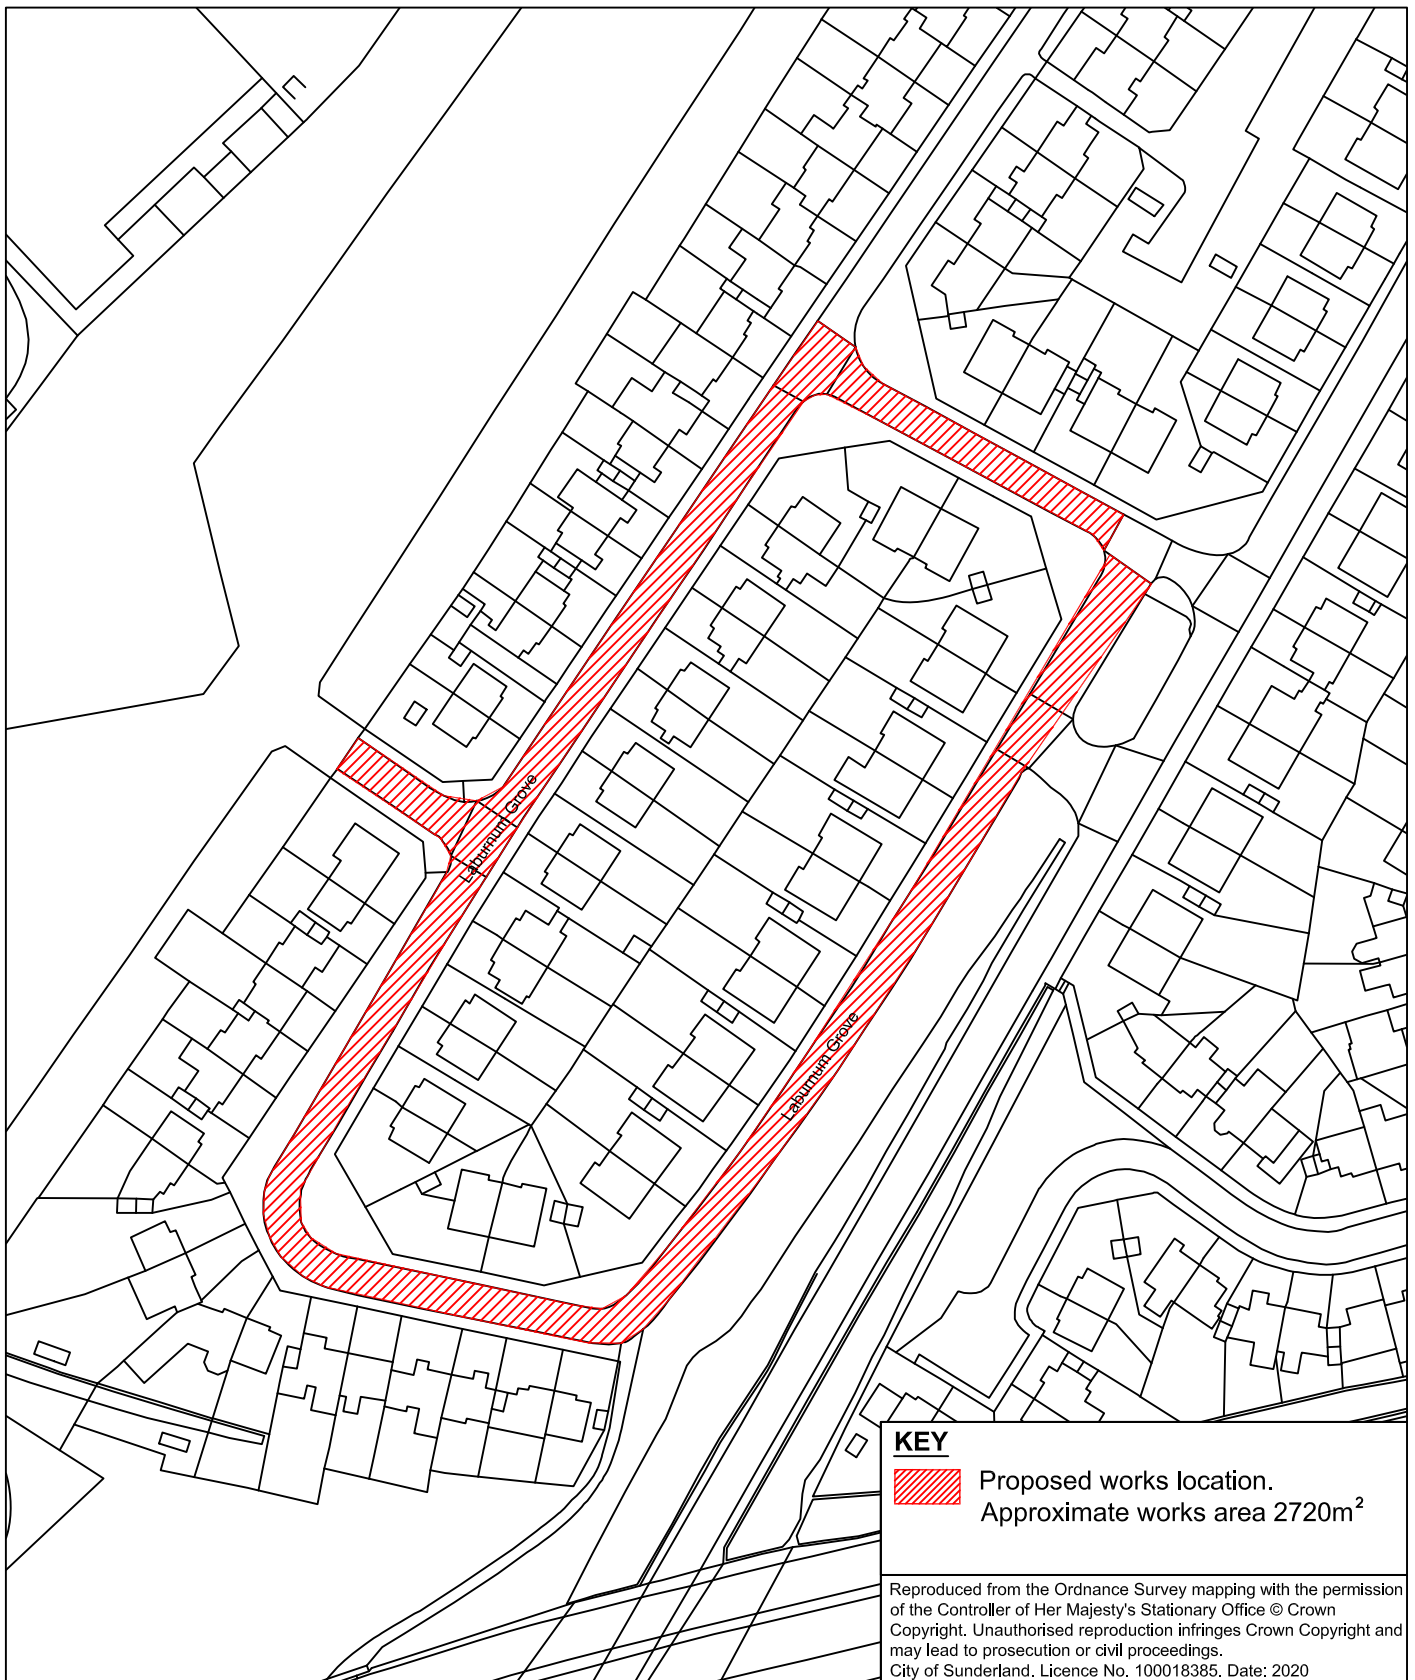 Laburnum Grove
Laburnum Grove
KEY
Proposed works location.
Approximate works area 2720m²
Reproduced from the Ordnance Survey mapping with the permission
of the Controller of Her Majesty's Stationary Office © Crown
Copyright. Unauthorised reproduction infringes Crown Copyright and
may lead to prosecution or civil proceedings.
City of Sunderland. Licence No. 100018385. Date: 2020